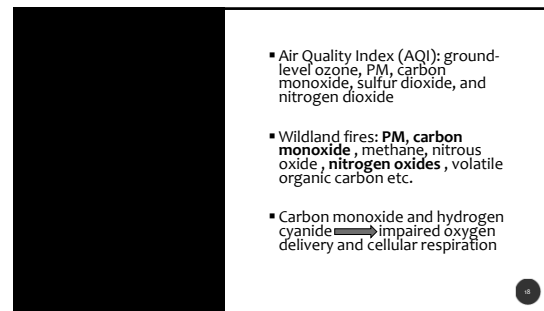 ▪ Air Quality Index (AQI): ground-
level ozone, PM, carbon
monoxide, sulfur dioxide, and
nitrogen dioxide
▪ Wildland fires: PM, carbon
monoxide , methane, nitrous
oxide , nitrogen oxides , volatile
organic carbon etc.
▪ Carbon monoxide and hydrogen
cyanide impaired oxygen
delivery and cellular respiration
18